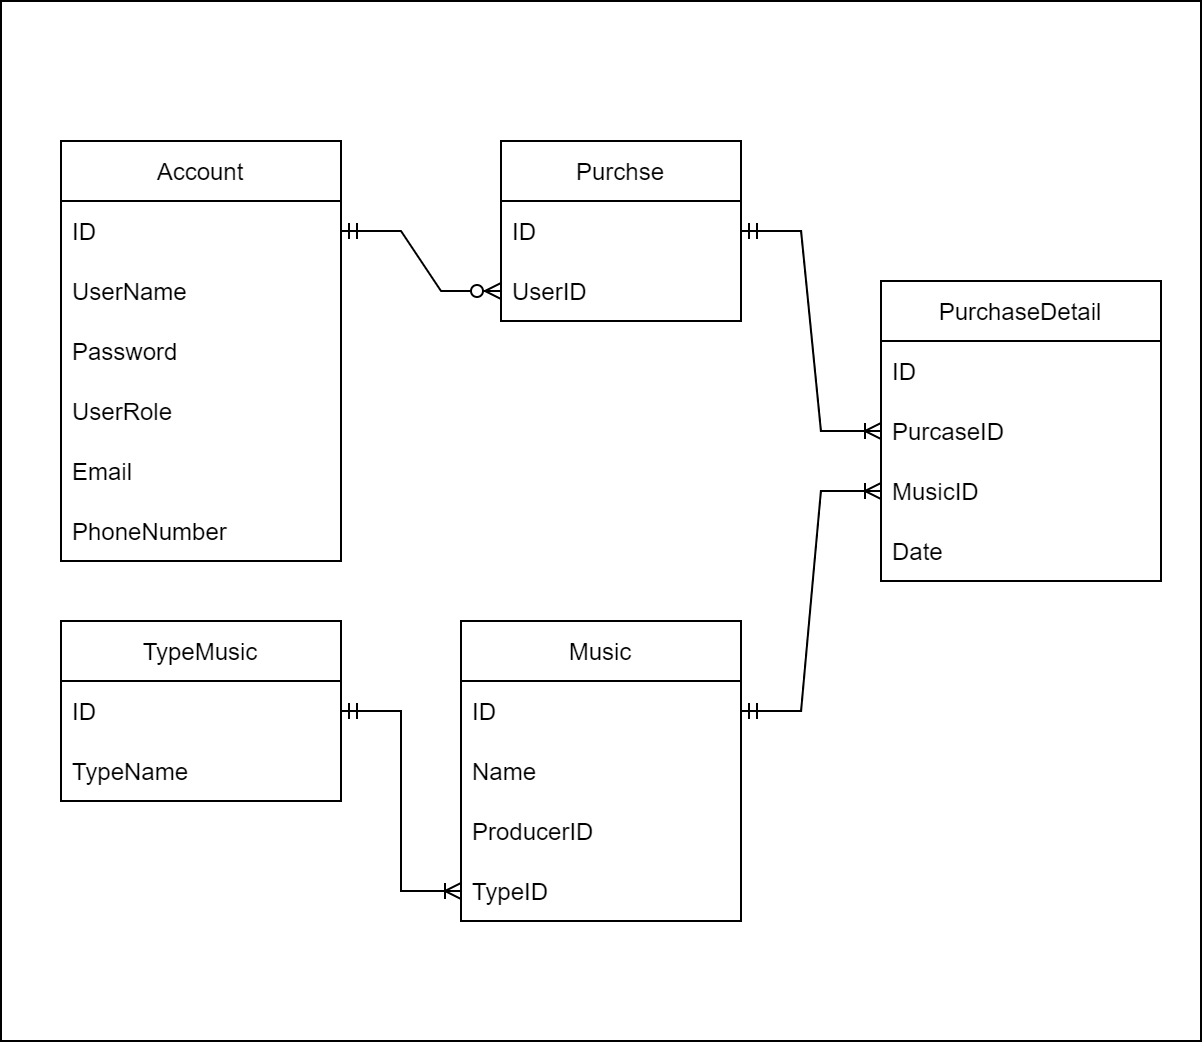 Account
ID
UserName
Password
UserRole
Email
PhoneNumber
Purchse
ID
UserID
PurchaseDetail
ID
PurcaseID
MusicID
Date
TypeMusic
ID
TypeName
Music
ID
Name
ProducerID
TypeID